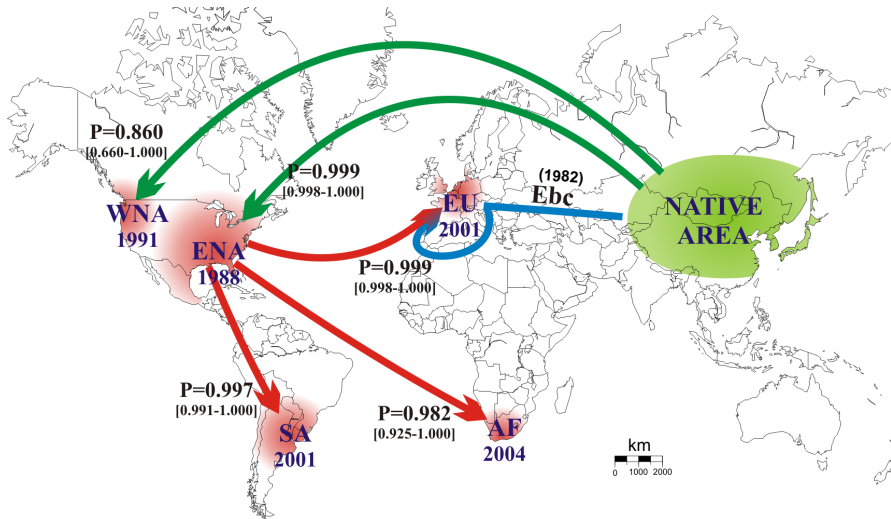 P=0.860
[0.660-1.000]
P=0.999
[0.998-1.000]
(1982)
Ebc
WNA
1991
EU
2001
NATIVE
AREA
ENA
1988
P=0.999
[0.998-1.000]
P=0.997
[0.991-1.000]
P=0.982
[0.925-1.000]
SA
2001
AF
2004
km
0 1000 2000